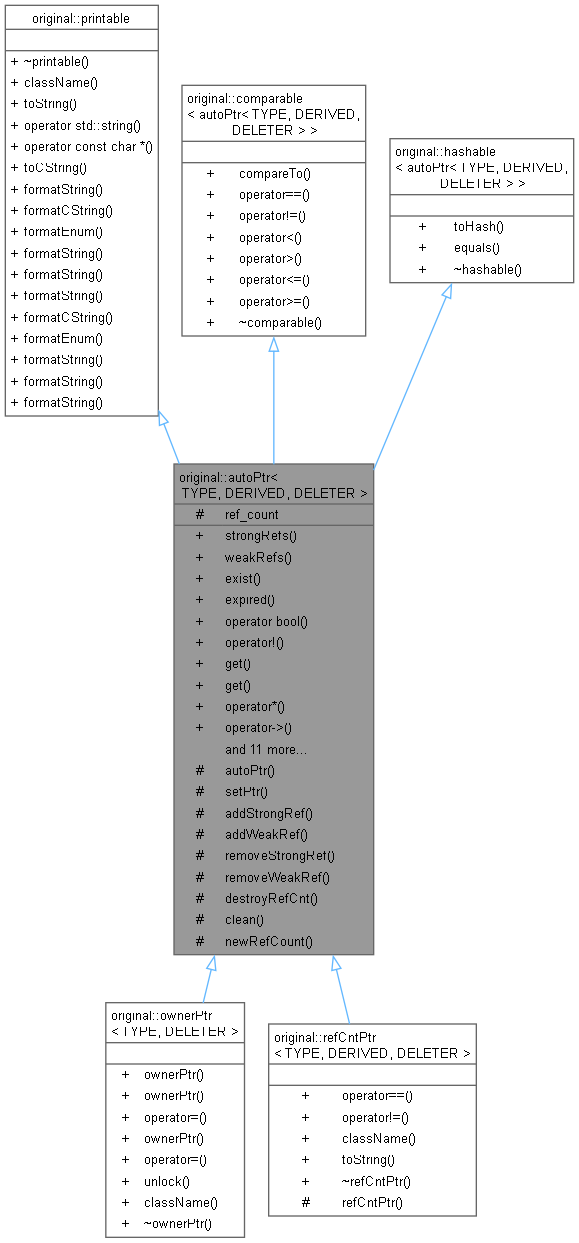 original::printable
+ ~printable()
+ className()
+ toString()
+ operator std::string()
+ operator const char *()
+ toCString()
+ formatString()
+ formatCString()
+ formatEnum()
+ formatString()
+ formatString()
+ formatString()
+ formatCString()
+ formatEnum()
+ formatString()
+ formatString()
+ formatString()
original::comparable
< autoPtr< TYPE, DERIVED,
DELETER > >
+ compareTo()
+ operator==()
+ operator!=()
+ operator<()
+ operator>()
+ operator<=()
+ operator>=()
+ ~comparable()
original::hashable
< autoPtr< TYPE, DERIVED,
DELETER > >
+ toHash()
+ equals()
+ ~hashable()
original::autoPtr<
TYPE, DERIVED, DELETER >
# ref_count
+ strongRefs()
+ weakRefs()
+ exist()
+ expired()
+ operator bool()
+ operator!()
+ get()
+ get()
+ operator*()
+ operator->()
and 11 more...
# autoPtr()
# setPtr()
# addStrongRef()
# addWeakRef()
# removeStrongRef()
# removeWeakRef()
# destroyRefCnt()
# clean()
# newRefCount()
original::ownerPtr
< TYPE, DELETER >
+ ownerPtr()
+ ownerPtr()
+ operator=()
+ ownerPtr()
+ operator=()
+ unlock()
+ className()
+ ~ownerPtr()
original::refCntPtr
< TYPE, DERIVED, DELETER >
+ operator==()
+ operator!=()
+ className()
+ toString()
+ ~refCntPtr()
# refCntPtr()